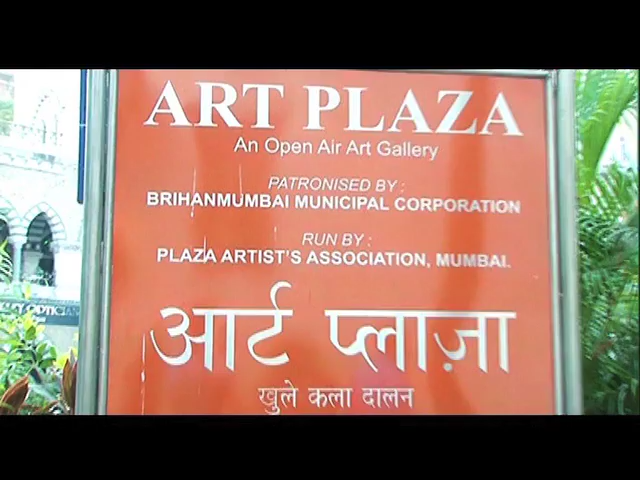 ART PLAZA
An Open Air Art Gallery
PATRONISED BY :
BRIHANMUMBAI MUNICIPAL CORPORATION
RUN BY :
PLAZA ARTIST'S ASSOCIATION, MUMBAI.
आर्ट प्लाज़ा
खुले कला दालन